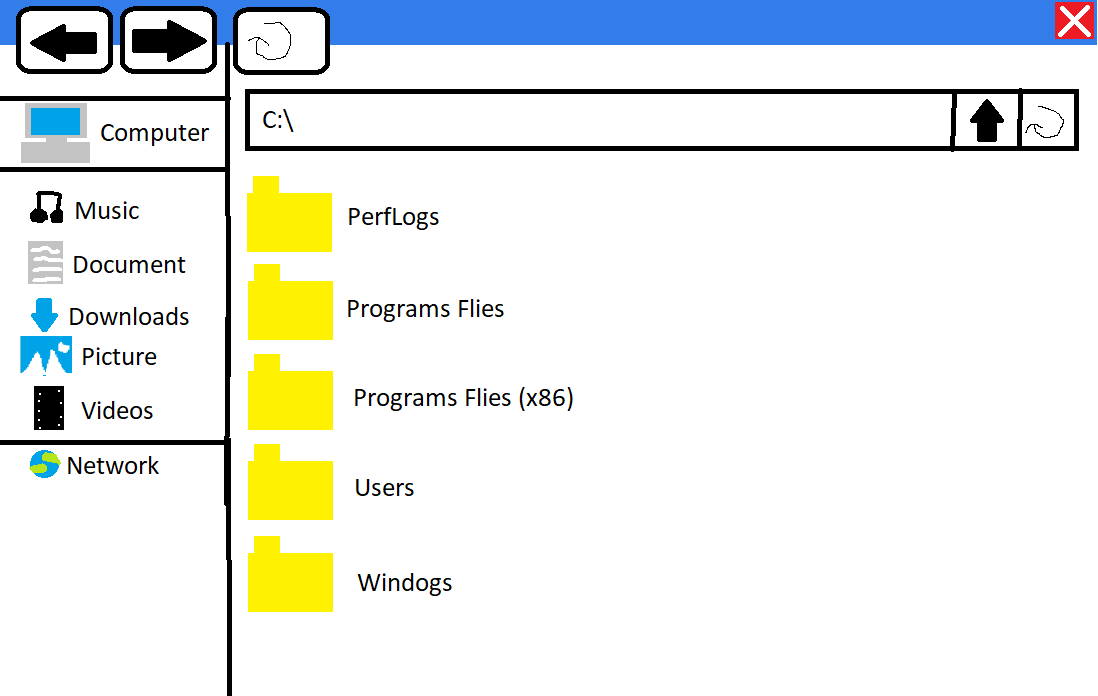 C:\
Computer
Music
Document
Downloads
Picture
Videos
Network
PerfLogs
Programs Flies
Programs Flies (x86)
Users
Windogs